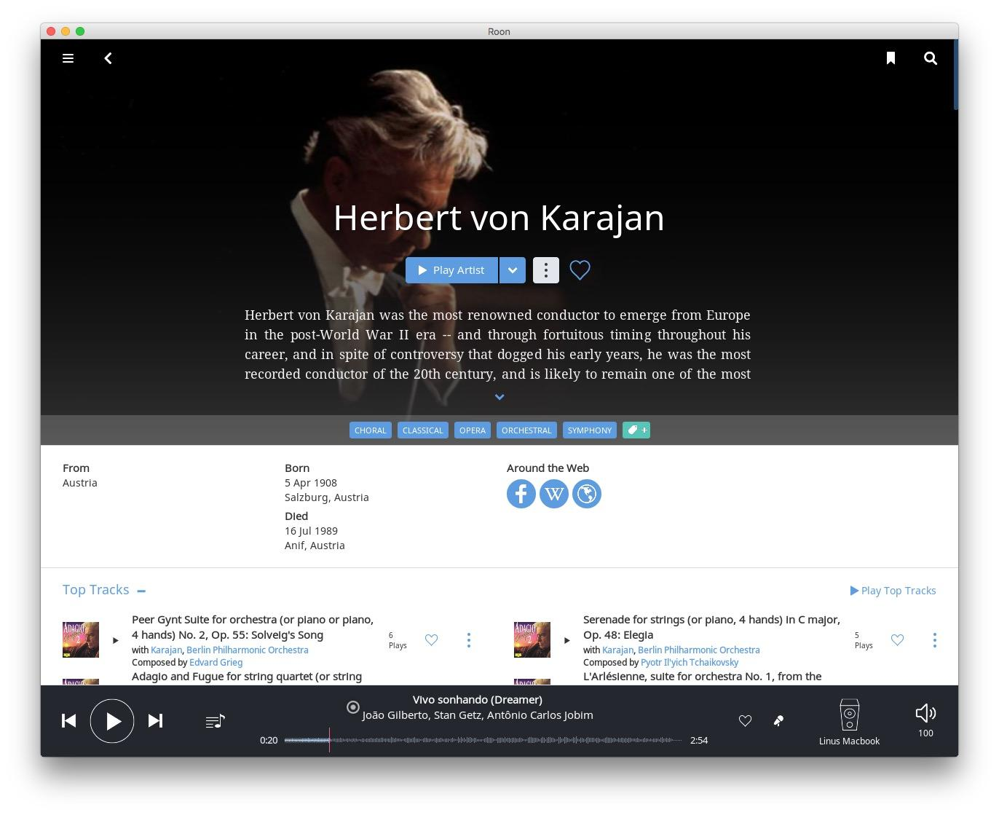 Roon
Herbert von Karajan
Play Artist
Herbert von Karajan was the most renowned conductor to emerge from Europe
in the post-World War II era -- and through fortuitous timing throughout his
career, and in spite of controversy that dogged his early years, he was the most
recorded conductor of the 20th century, and is likely to remain one of the most
CHORAL CLASSICAL OPERA ORCHESTRAL SYMPHONY +
From
Austria
Born
5 Apr 1908
Salzburg, Austria
Died
16 Jul 1989
Anif, Austria
Around the Web
f W
Top Tracks
Play Top Tracks
ADAGIO
2
Peer Gynt Suite for orchestra (or piano or piano,
4 hands) No. 2, Op. 55: Solveig's Song
with Karajan, Berlin Philharmonic Orchestra
Composed by Edvard Grieg
6
Plays
Adagio and Fugue for string quartet (or string
ADAGIO
2
Serenade for strings (or piano, 4 hands) in C major,
Op. 48: Elegia
with Karajan, Berlin Philharmonic Orchestra
Composed by Pyotr Il'yich Tchaikovsky
5
Plays
L'Arlésienne, suite for orchestra No. 1, from the
Vivo sonhando (Dreamer)
João Gilberto, Stan Getz, Antônio Carlos Jobim
0:20
2:54
Linus Macbook
100